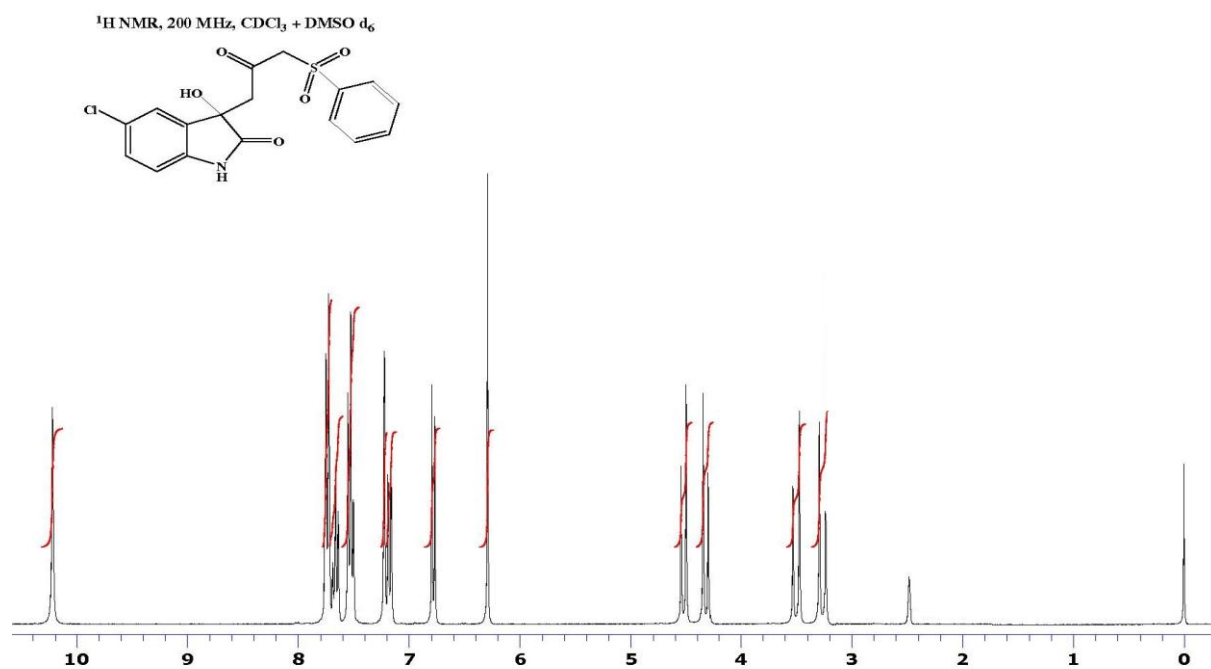 ¹H NMR, 200 MHz, CDCl₃ + DMSO d₆
O
O
S
O
HO
Cl
O
N
H
10 9 8 7 6 5 4 3 2 1 0